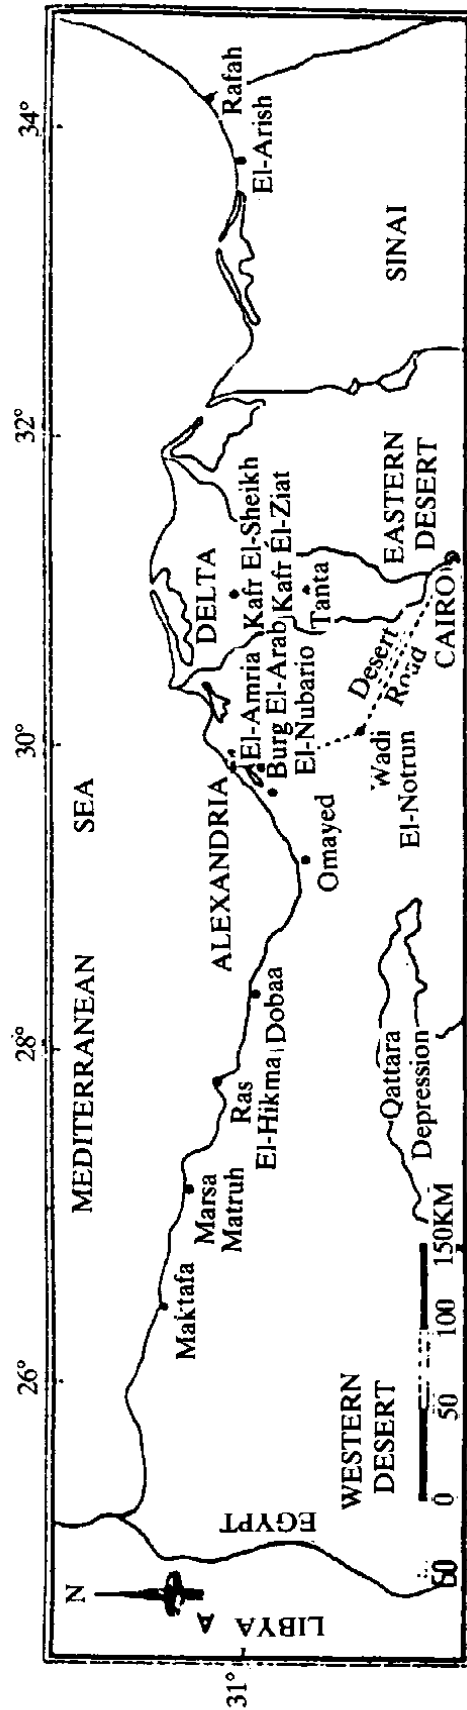 26°
28°
30°
32°
34°
N
MEDITERRANEAN
SEA
LIBYA
A
EGYPT
31°
Maktafa
Marsa
Matruh
Ras
El-Hikma
Dobaa
ALEXANDRIA
Omayed
El-Amria
Burg El-Arab
El-Nubario
DELTA
Kafr El-Sheikh
Kafr El-Ziat
Tanta
Rafah
El-Arish
SINAI
EASTERN
DESERT
Desert
Road
CAIRO
Wadi
El-Notrun
Qattara
Depression
WESTERN
DESERT
50
0
50
100
150KM